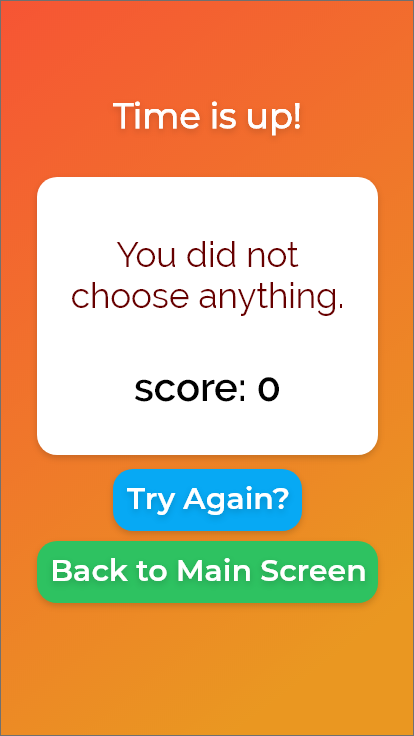 Time is up!
You did not
choose anything.
score: 0
Try Again?
Back to Main Screen